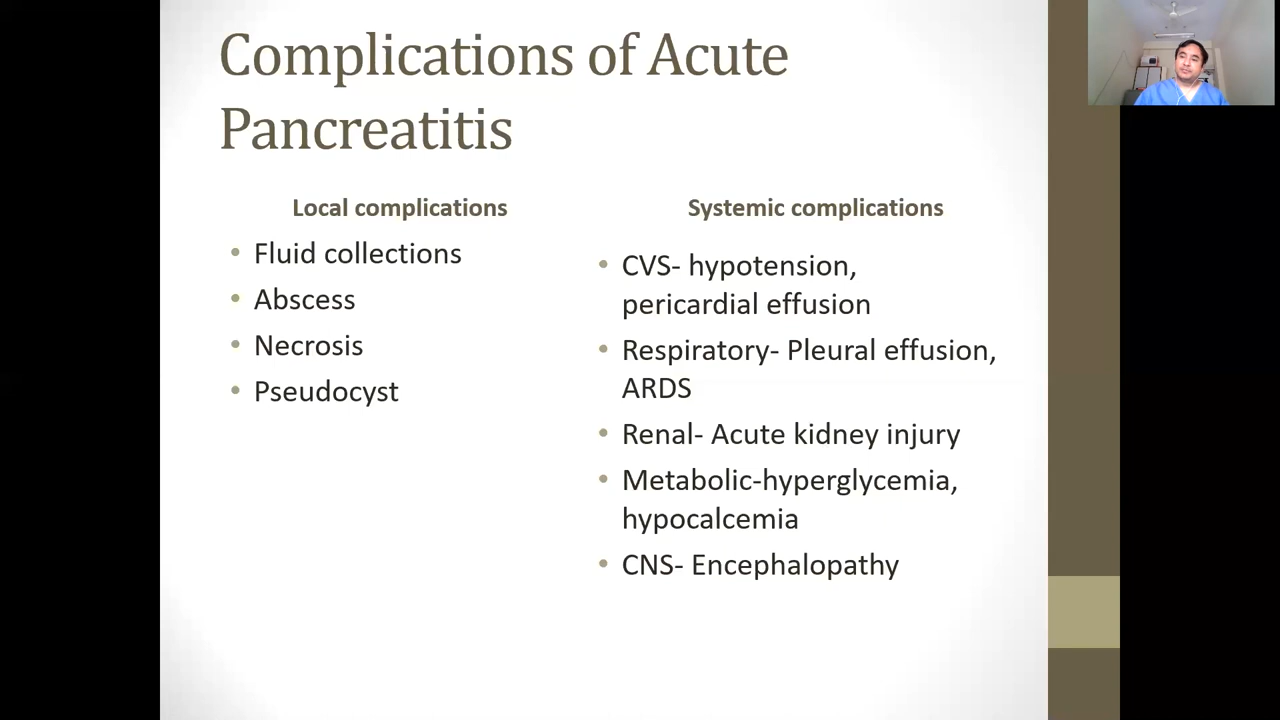 Complications of Acute
Pancreatitis
Local complications
• Fluid collections
• Abscess
• Necrosis
• Pseudocyst
Systemic complications
• CVS- hypotension,
pericardial effusion
• Respiratory- Pleural effusion,
ARDS
• Renal- Acute kidney injury
• Metabolic-hyperglycemia,
hypocalcemia
• CNS- Encephalopathy